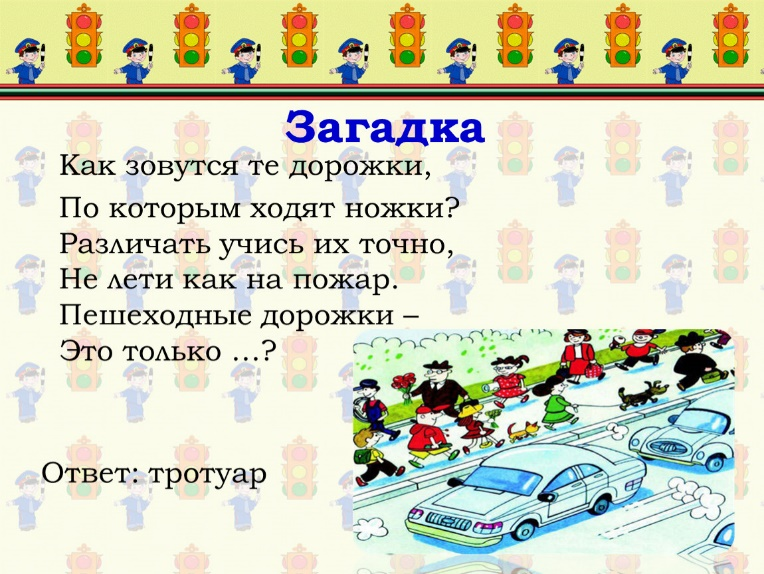 Загадка
Как зовутся те дорожки,
По которым ходят ножки?
Различать учись их точно,
Не лети как на пожар.
Пешеходные дорожки –
Это только …?
Ответ: тротуар